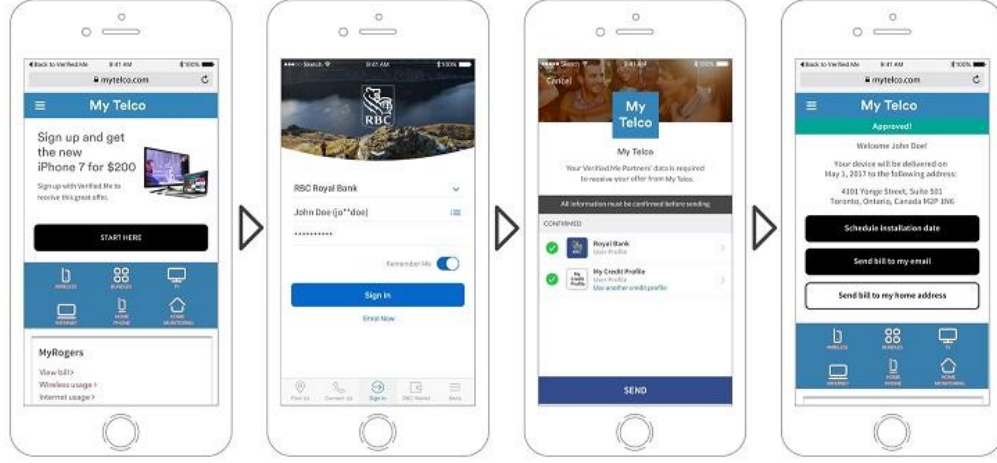 Back to Verified.Me 9:41 AM 100%
mytelco.com
My Telco
Sign up and get
the new
iPhone 7 for $200
Sign up with Verified.Me to
receive this great offer.
START HERE
WIRELESS BUNDLES TV
INTERNET HOME PHONE HOME MONITORING
MyRogers
View bill>
Wireless usage>
Internet usage>
Sketch 9:41 AM 100%
RBC
RBC Royal Bank
John Doe (jo**doe)
Remember Me
Sign In
Enrol Now
Find Us Contact Us Sign In RBC Wallet More
Sketch 9:41 AM 100%
Cancel
My
Telco
My Telco
Your Verified.Me Partners' data is required
to receive your offer from My Telco.
All information must be confirmed before sending
CONFIRMED
RBC
Royal Bank
User Profile
My
Credit
Profile
My Credit Profile
User Profile
Use another credit profile
SEND
Back to Verified.Me 9:41 AM 100%
mytelco.com
My Telco
Approved!
Welcome John Doe!
Your device will be delivered on
May 1, 2017 to the following address:
4101 Yonge Street, Suite 501
Toronto, Ontario, Canada M2P 1N6
Schedule installation date
Send bill to my email
Send bill to my home address
WIRELESS BUNDLES TV
INTERNET HOME PHONE HOME MONITORING